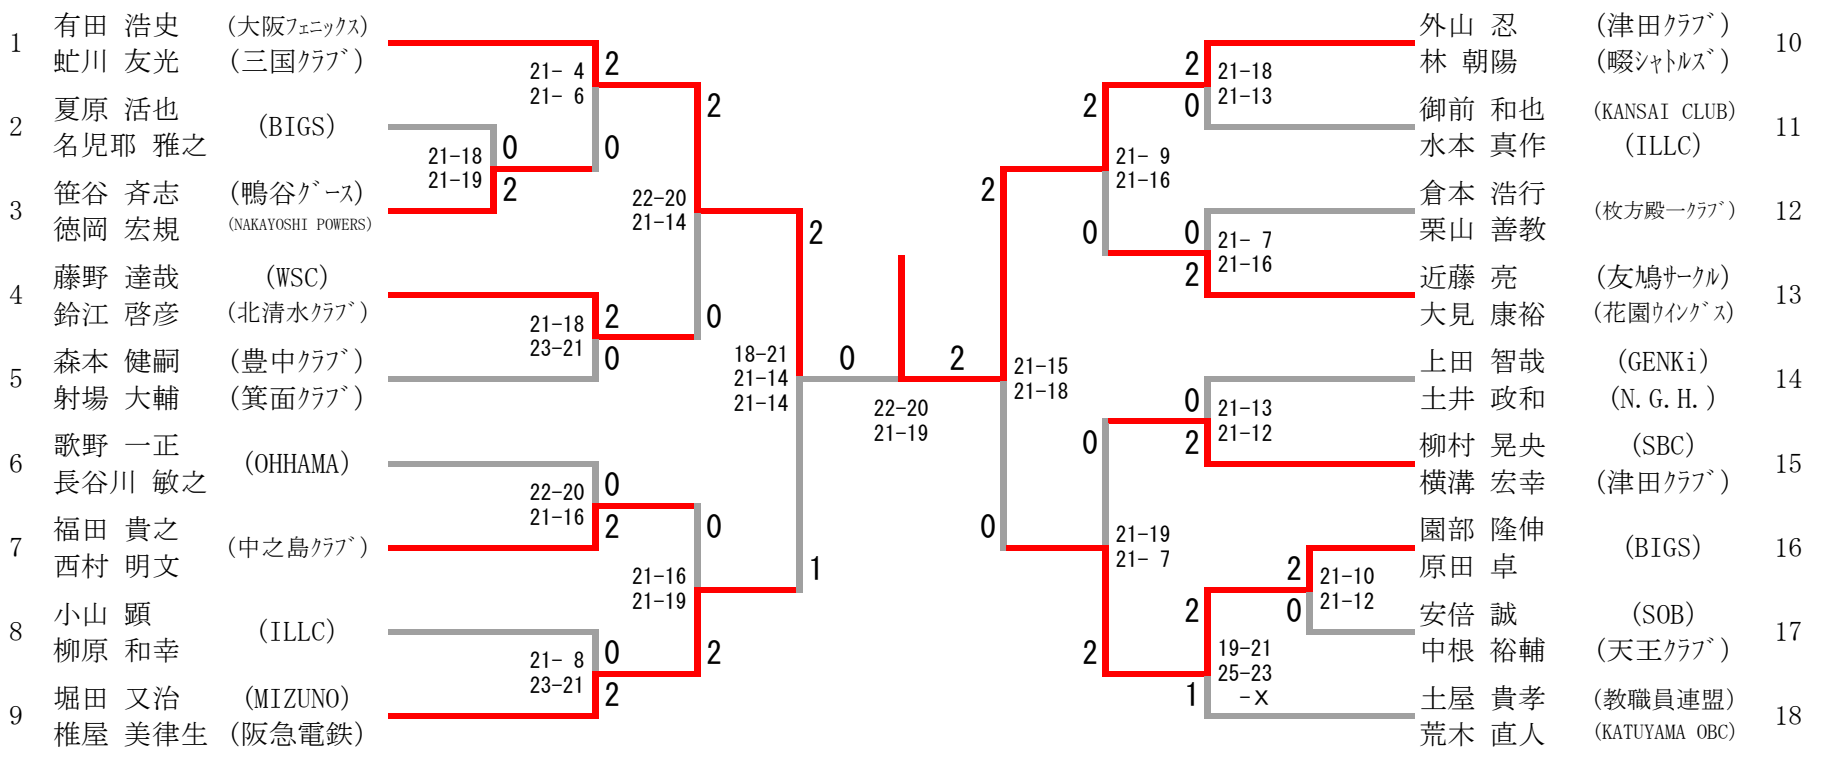 1 有田 浩史 (大阪フェニックス)
虻川 友光 (三国クラブ)
2 夏原 活也 (BIGS)
名児耶 雅之
3 笹谷 斉志 (鴨谷グース)
徳岡 宏規 (NAKAYOSHI POWERS)
4 藤野 達哉 (WSC)
鈴江 啓彦 (北清水クラブ)
5 森本 健嗣 (豊中クラブ)
射場 大輔 (箕面クラブ)
6 歌野 一正 (OHHAMA)
長谷川 敏之
7 福田 貴之 (中之島クラブ)
西村 明文
8 小山 顕 (ILLC)
柳原 和幸
9 堀田 又治 (MIZUNO)
椎屋 美律生 (阪急電鉄)
21- 4 2
21- 6
0
21-18 0
21-19 2
21-18 2
23-21 0
22-20 0
21-16 2
21- 8 0
23-21 2
2
22-20
21-14
0
0
21-16
21-19
2
2
18-21
21-14
21-14
1
0 2
22-20
21-19
2
21-15
21-18
0
2
21- 9
21-16
0
0
21-19
21- 7
2
2 21-18
0 21-13
0 21- 7
2 21-16
0 21-13
2 21-12
2 21-10
0 21-12
2
19-21
25-23
1 -X
外山 忍 (津田クラブ) 10
林 朝陽 (畷シャトルズ)
御前 和也 (KANSAI CLUB) 11
水本 真作 (ILLC)
倉本 浩行 (枚方殿一クラブ) 12
栗山 善教
近藤 亮 (友鳩サークル) 13
大見 康裕 (花園ウイングス)
上田 智哉 (GENKi) 14
土井 政和 (N.G.H.)
柳村 晃央 (SBC) 15
横溝 宏幸 (津田クラブ)
園部 隆伸 (BIGS) 16
原田 卓
安倍 誠 (SOB) 17
中根 裕輔 (天王クラブ)
土屋 貴孝 (教職員連盟) 18
荒木 直人 (KATUYAMA OBC)